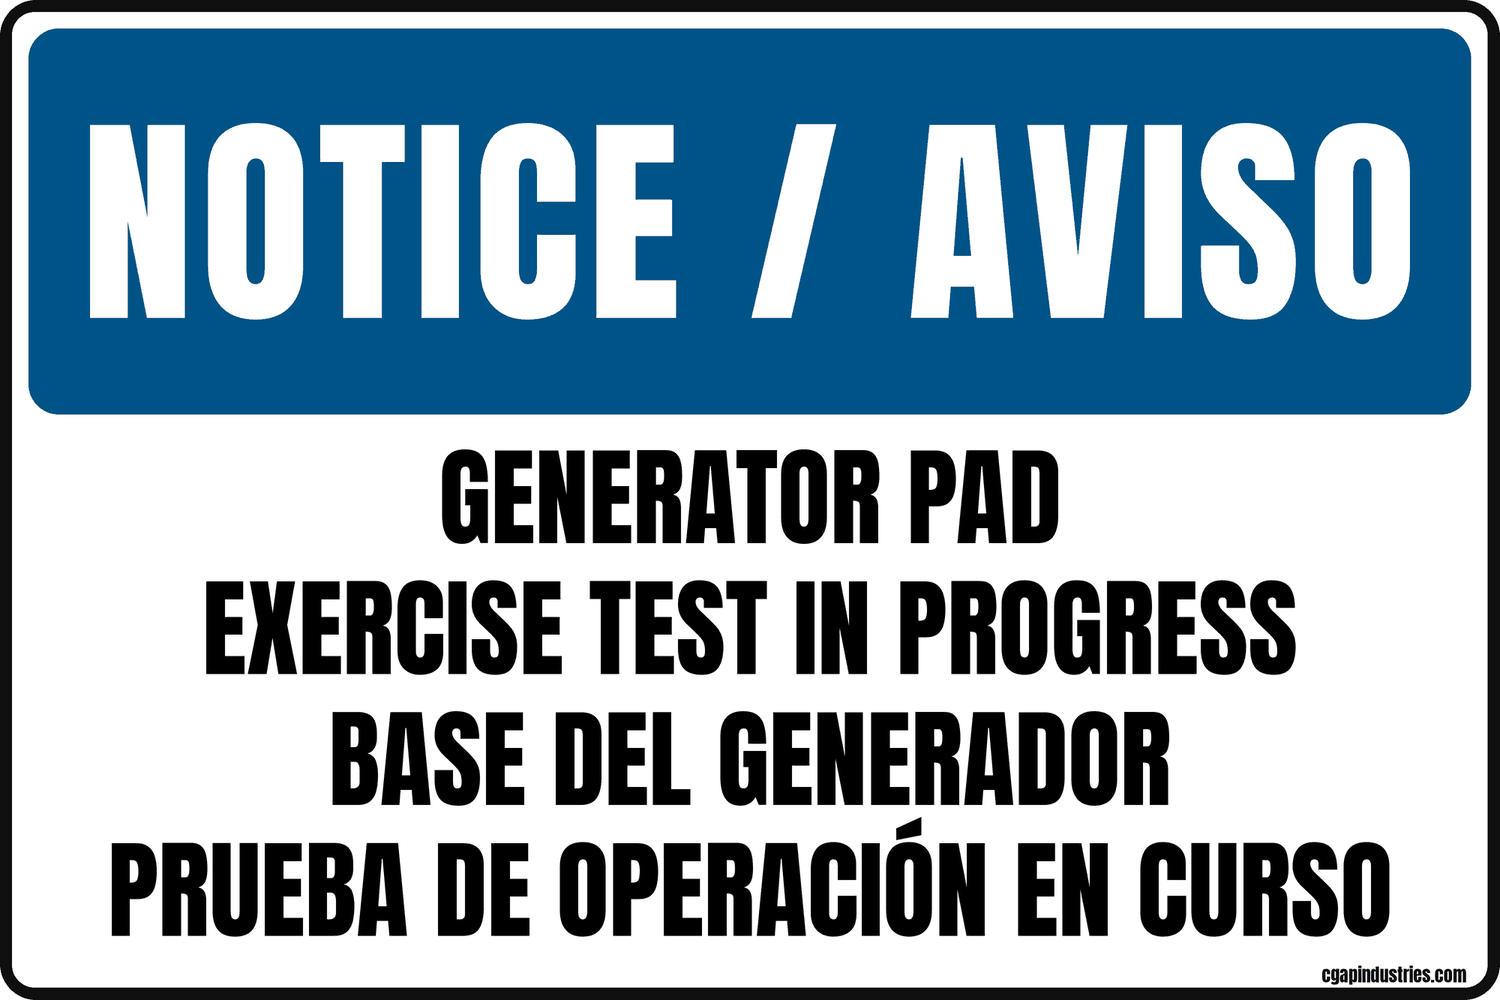 NOTICE / AVISO
GENERATOR PAD
EXERCISE TEST IN PROGRESS
BASE DEL GENERADOR
PRUEBA DE OPERACIÓN EN CURSO
cgapindustries.com